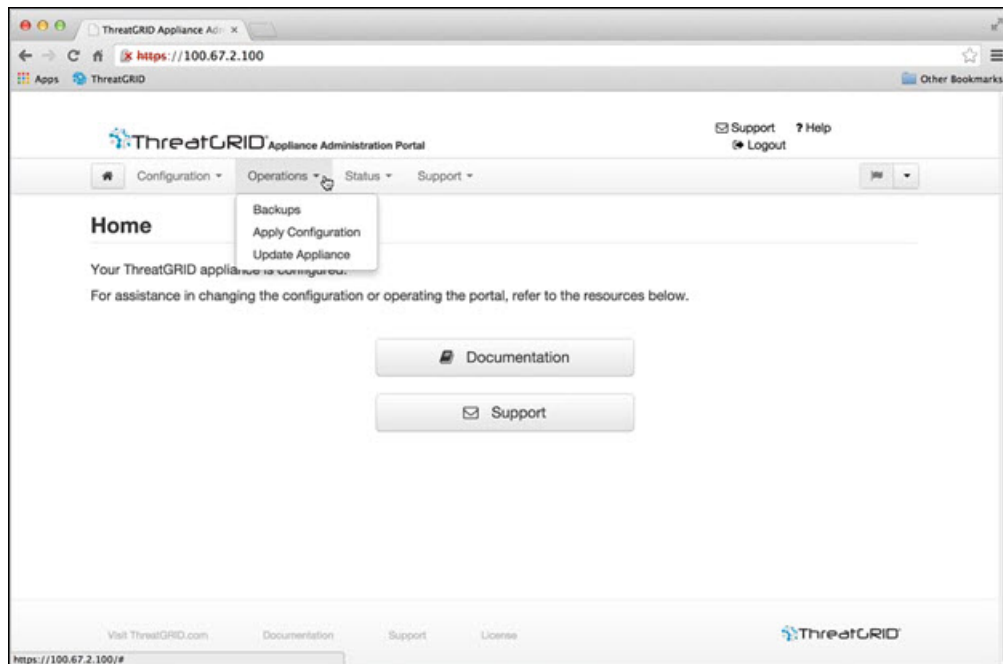 ThreatGRID Appliance Adm
https://100.67.2.100
Apps ThreatGRID Other Bookmarks
ThreatGRID Appliance Administration Portal
Support ? Help
Logout
Configuration Operations Status Support
Backups
Apply Configuration
Update Appliance
Home
Your ThreatGRID appliance is configured.
For assistance in changing the configuration or operating the portal, refer to the resources below.
Documentation
Support
Visit ThreatGRID.com Documentation Support License ThreatGRID
https://100.67.2.100/#